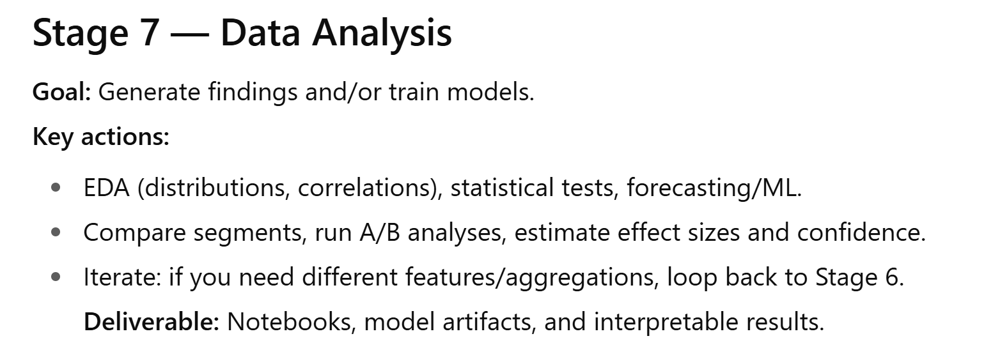 Stage 7 — Data Analysis
Goal: Generate findings and/or train models.
Key actions:
• EDA (distributions, correlations), statistical tests, forecasting/ML.
• Compare segments, run A/B analyses, estimate effect sizes and confidence.
• Iterate: if you need different features/aggregations, loop back to Stage 6.
Deliverable: Notebooks, model artifacts, and interpretable results.